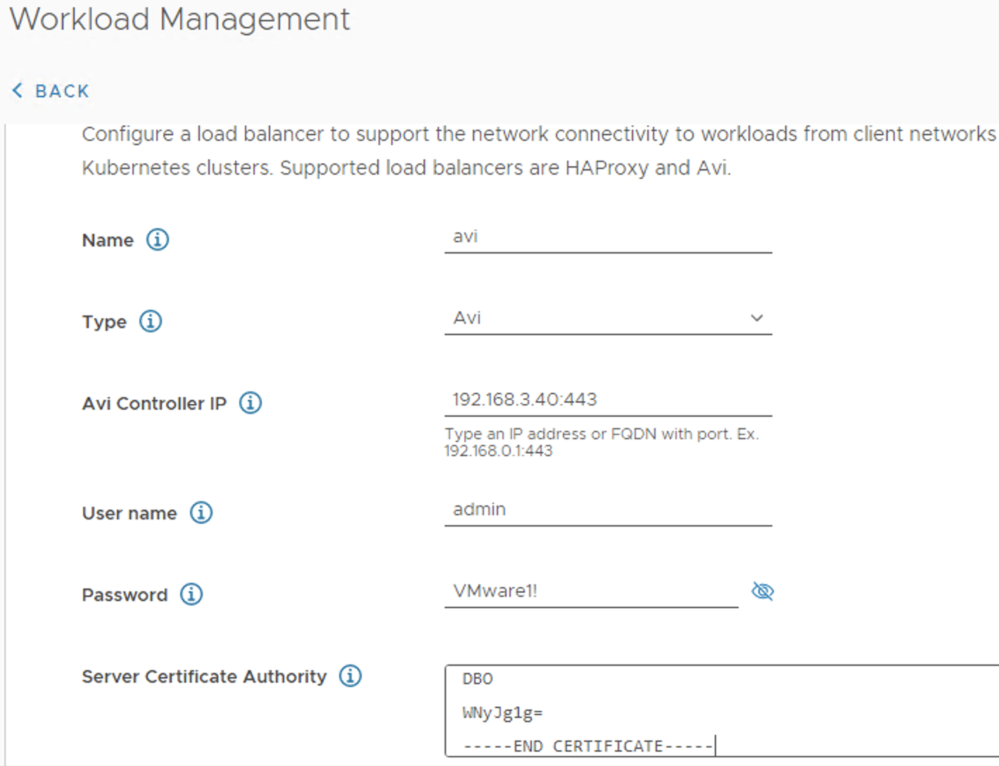 Workload Management
BACK
Configure a load balancer to support the network connectivity to workloads from client networks
Kubernetes clusters. Supported load balancers are HAProxy and Avi.
Name
avi
Type
Avi
Avi Controller IP
192.168.3.40:443
Type an IP address or FQDN with port. Ex.
192.168.0.1:443
User name
admin
Password
VMware1!
Server Certificate Authority
DBO
WNyJg1g=
-----END CERTIFICATE-----